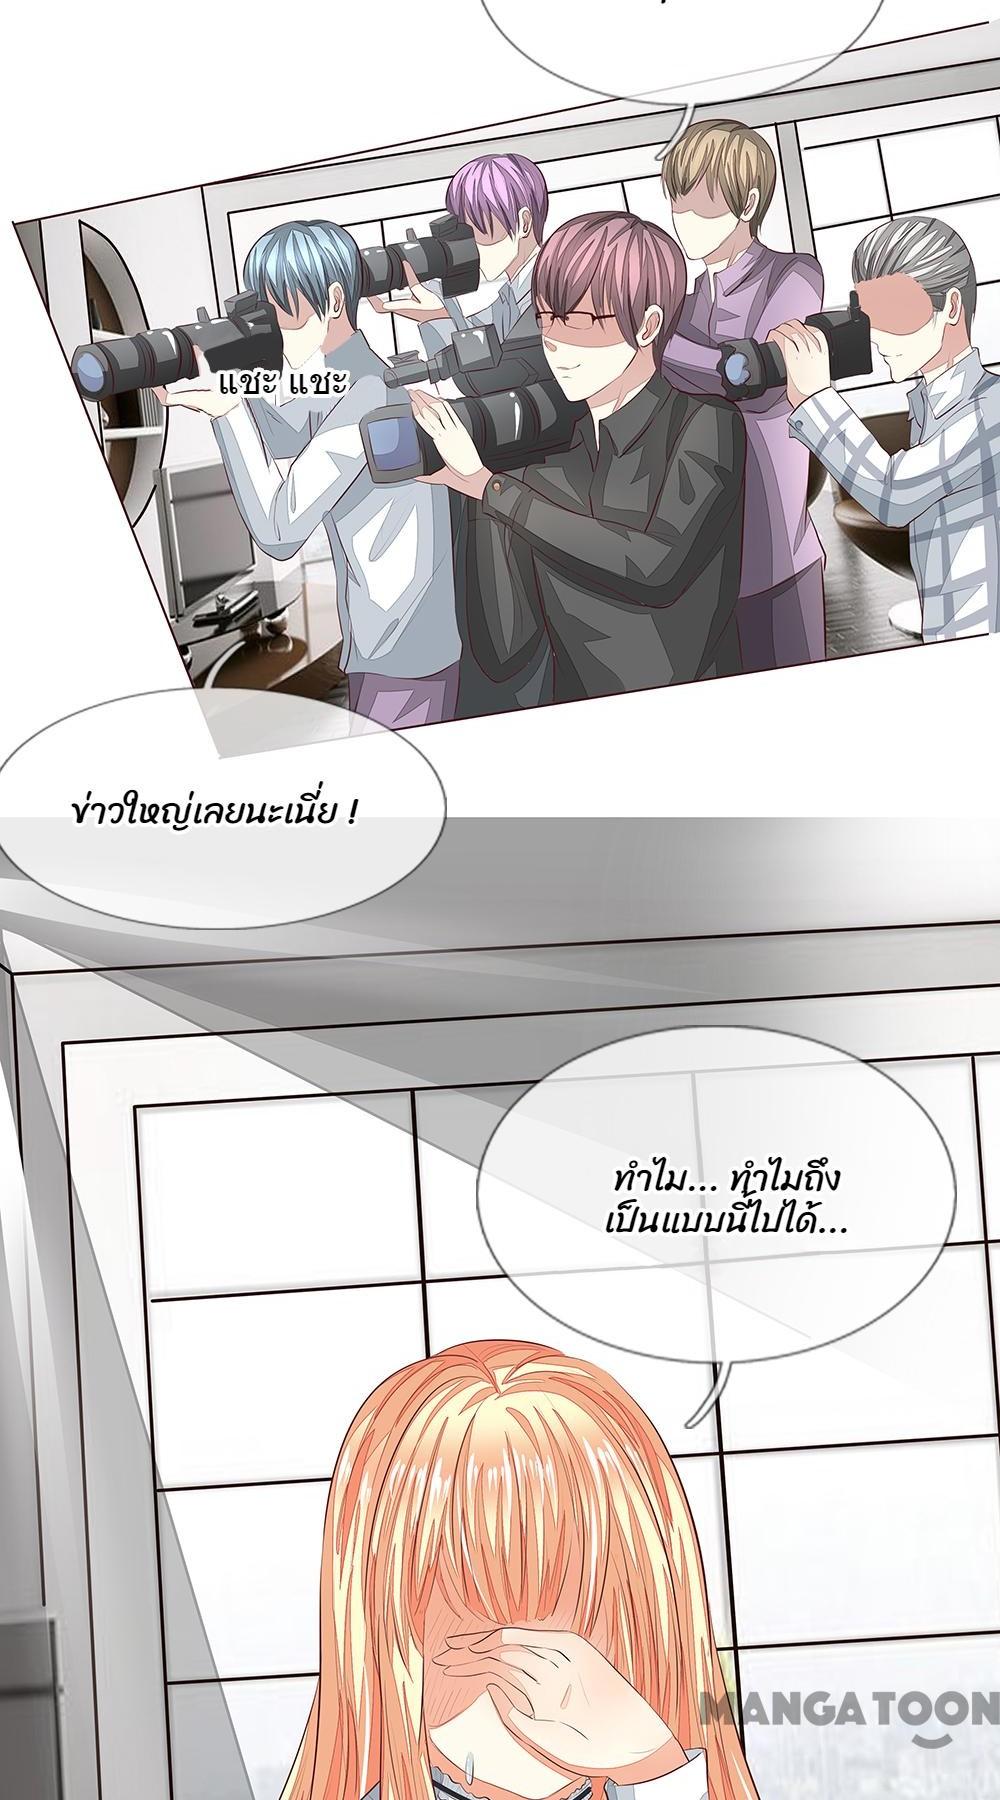 แชะ แชะ
ข่าวใหญ่เลยนะเนี่ย !
ทำไม... ทำไมถึง
เป็นแบบนี้ไปได้...
MANGATOON